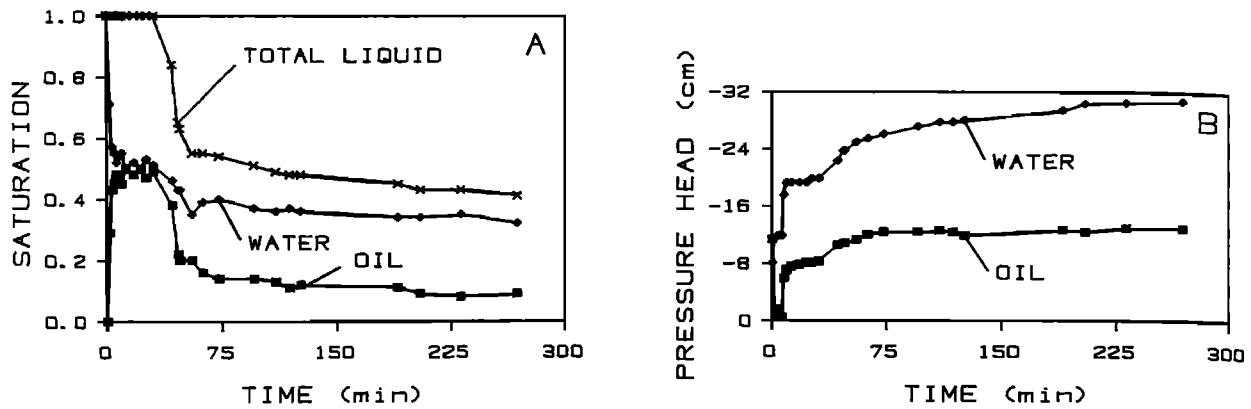 A
SATURATION
1.0
0.8
0.6
0.4
0.2
0.0
TOTAL LIQUID
WATER
OIL
0 75 150 225 300
TIME (min)
B
PRESSURE HEAD (cm)
-32
-24
-16
-8
0
WATER
OIL
0 75 150 225 300
TIME (min)